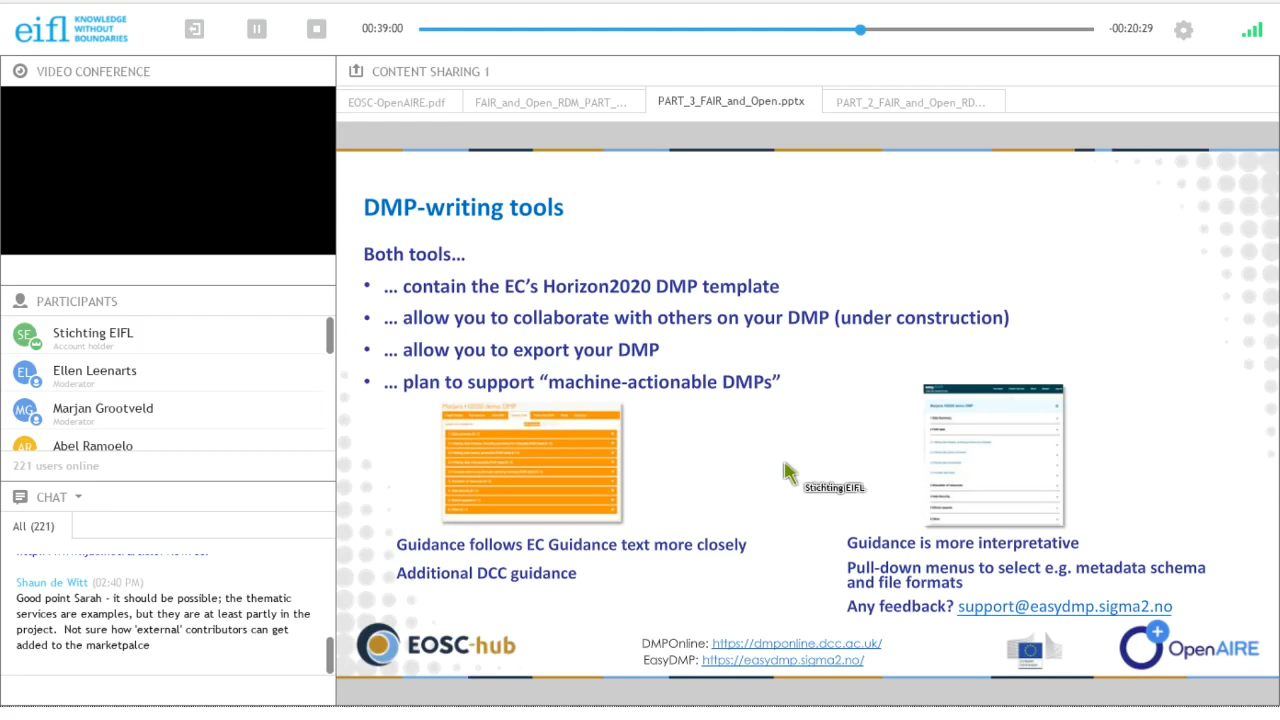 eifl KNOWLEDGE
WITHOUT
BOUNDARIES
00:39:00
-00:20:29
VIDEO CONFERENCE
CONTENT SHARING 1
EOSC-OpenAIRE.pdf
FAIR_and_Open_RDM_PART_...
PART_3_FAIR_and_Open.pptx
PART_2_FAIR_and_Open_RD...
PARTICIPANTS
SE Stichting EIFL
Account holder
EL Ellen Leenarts
Moderator
MG Marjan Grootveld
Moderator
AR Abel Ramoelo
221 users online
CHAT
All (221)
Shaun de Witt (02:40 PM)
Good point Sarah - it should be possible; the thematic
services are examples, but they are at least partly in the
project. Not sure how 'external' contributors can get
added to the marketpalce
DMP-writing tools
Both tools…
• … contain the EC's Horizon2020 DMP template
• … allow you to collaborate with others on your DMP (under construction)
• … allow you to export your DMP
• … plan to support “machine-actionable DMPs”
Stichting EIFL
Guidance follows EC Guidance text more closely
Additional DCC guidance
Guidance is more interpretative
Pull-down menus to select e.g. metadata schema
and file formats
Any feedback? support@easydmp.sigma2.no
EOSC-hub
DMPOnline: https://dmponline.dcc.ac.uk/
EasyDMP: https://easydmp.sigma2.no/
OpenAIRE